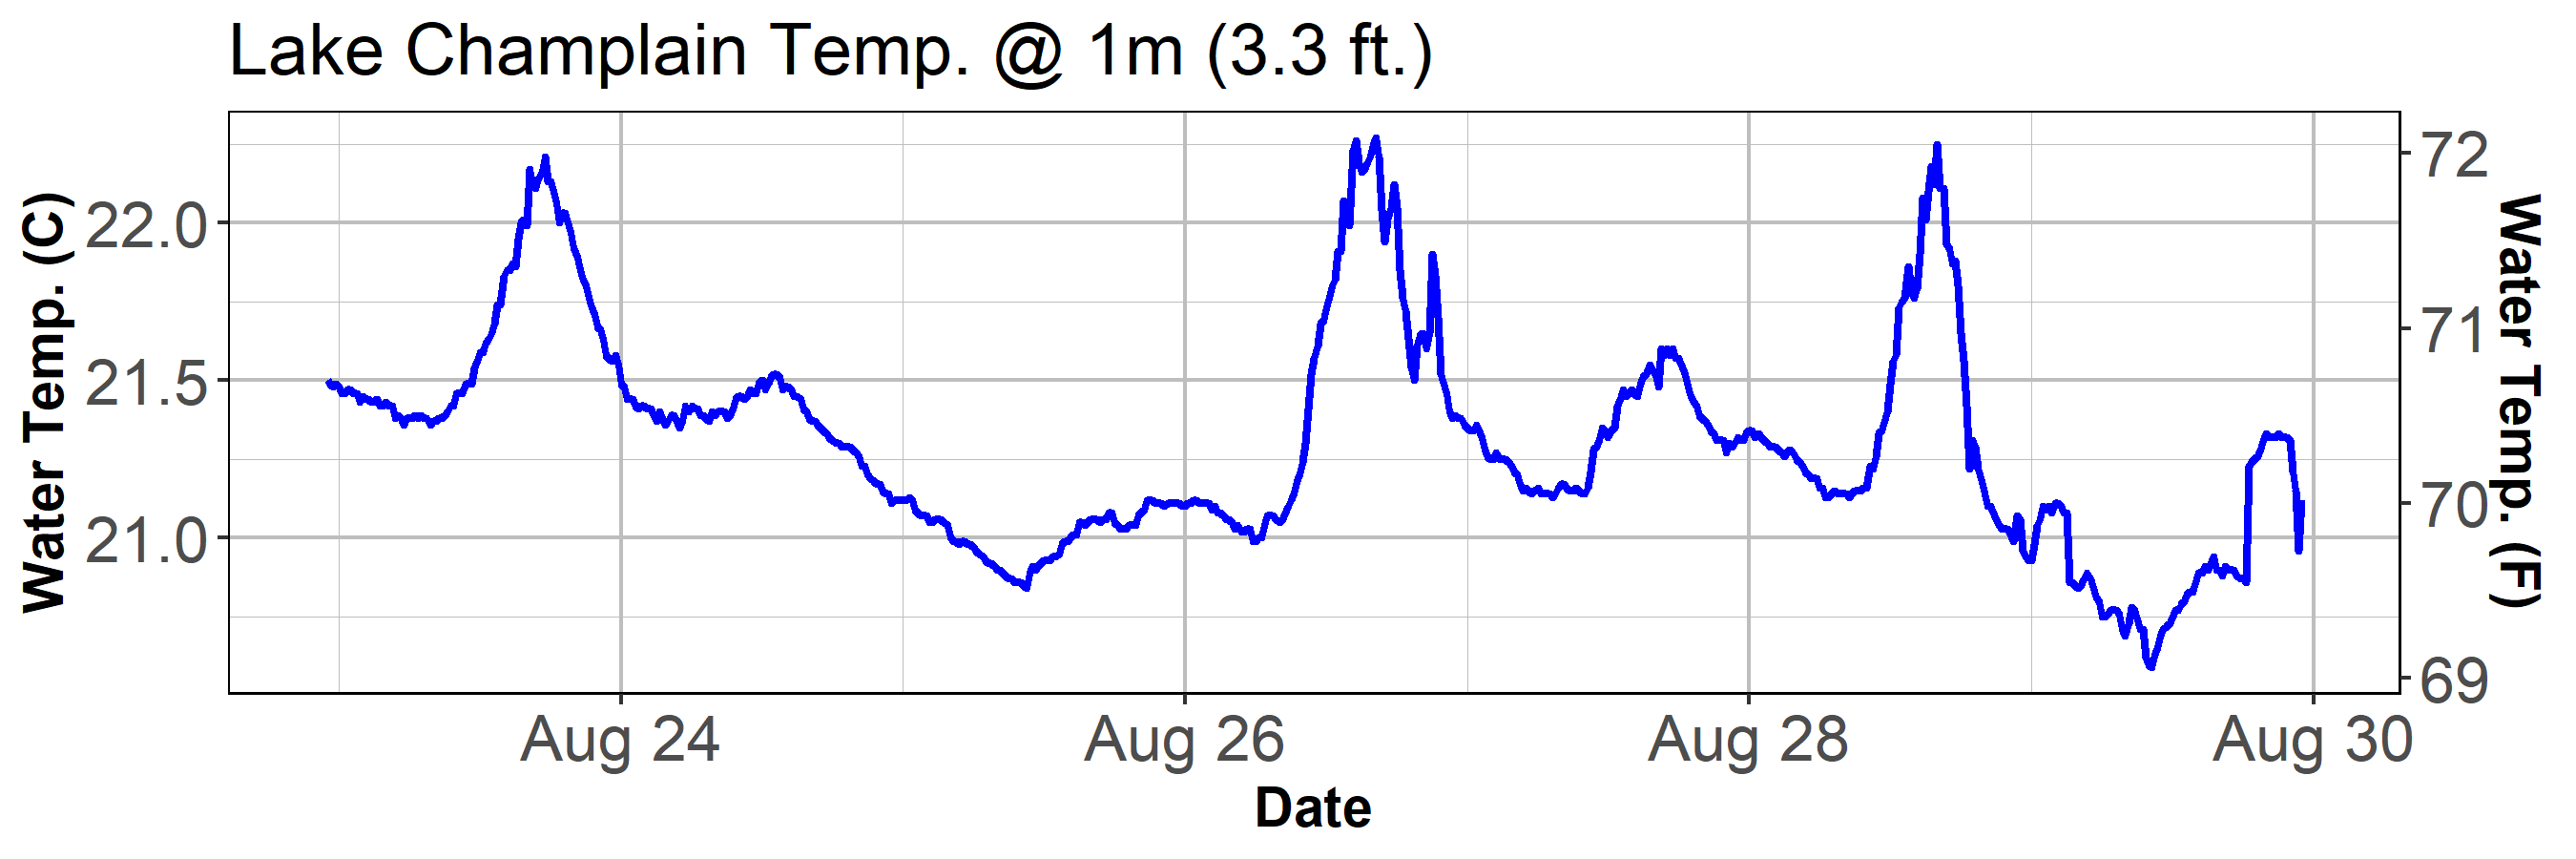 Lake Champlain Temp. @ 1m (3.3 ft.)
Water Temp. (C)
22.0
21.5
21.0
72
71
70
69
Water Temp. (F)
Aug 24 Aug 26 Aug 28 Aug 30
Date